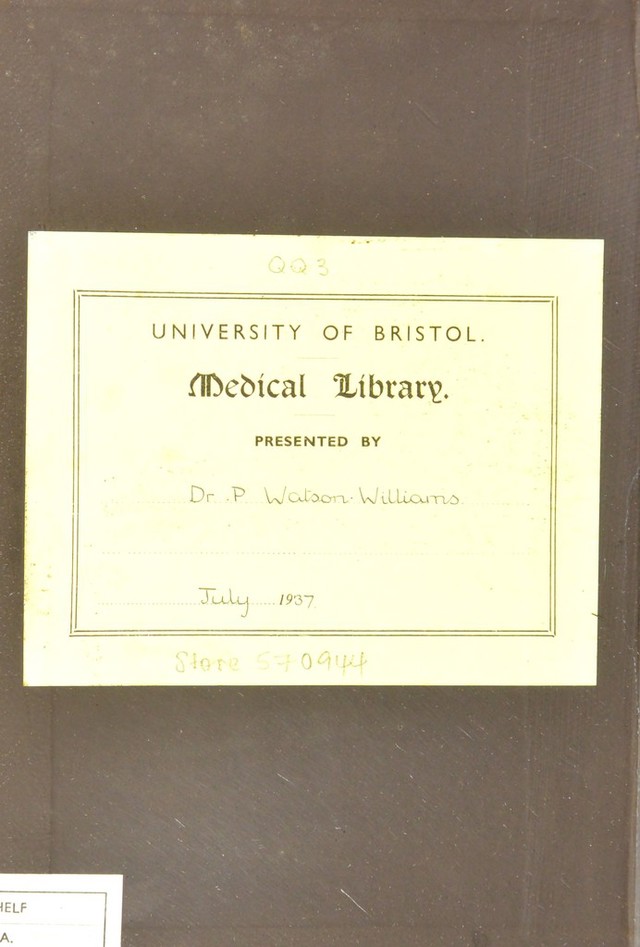 QQ3
UNIVERSITY OF BRISTOL.
Medical Library.
PRESENTED BY
Dr. P. Watson-Williams
July 1937
Store 570944
HELF
A.